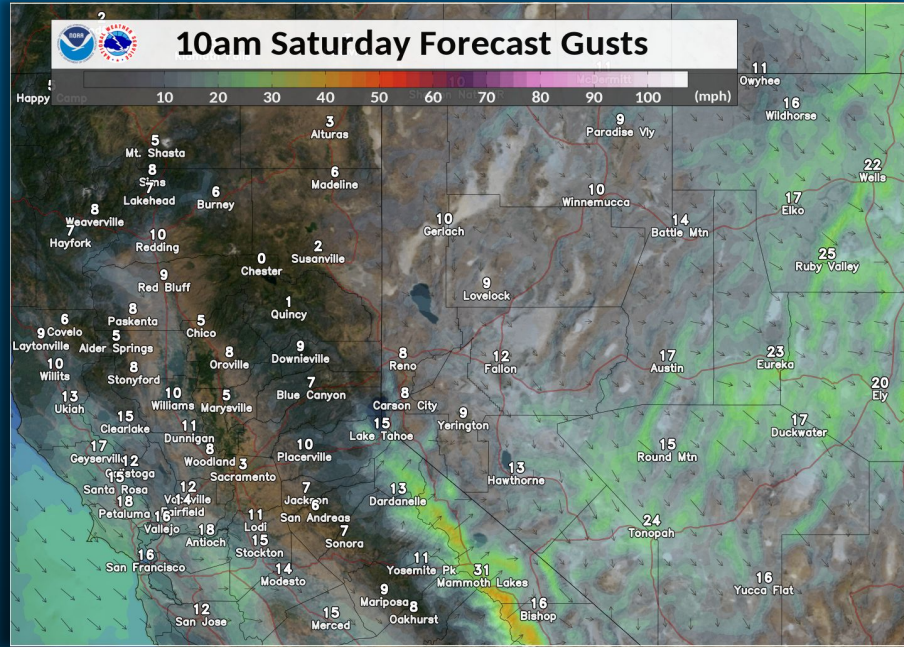 10am Saturday Forecast Gusts
NOAA
10 20 30 40 50 60 70 80 90 100 (mph)
Happy Camp
McDermitt
11
Owyhee
16
Wildhorse
3
Alturas
9
Paradise Vly
5
Mt. Shasta
8
Sims
7
Lakehead
6
Burney
6
Madeline
22
Wells
8
Weaverville
7
Hayfork
10
Redding
10
Gerlach
10
Winnemucca
14
Battle Mtn
17
Elko
0
Chester
2
Susanville
25
Ruby Valley
9
Red Bluff
9
Lovelock
1
Quincy
8
Paskenta
6
Covelo
9
Laytonville
5
Alder Springs
5
Chico
8
Oroville
9
Downieville
8
Reno
12
Fallon
17
Austin
23
Eureka
10
Willits
8
Stonyford
7
Blue Canyon
20
Ely
13
Ukiah
10
Williams
5
Marysville
8
Carson City
9
Yerington
15
Clearlake
11
Dunnigan
15
Lake Tahoe
17
Duckwater
17
Geyserville
12
8
Woodland
3
Sacramento
10
Placerville
15
Round Mtn
15
Santa Rosa
13
Hawthorne
18
Petaluma
12
14
Fairfield
7
Jackson
6
San Andreas
13
Dardanelle
16
Vallejo
18
Antioch
11
Lodi
7
Sonora
24
Tonopah
15
Stockton
16
San Francisco
14
Modesto
11
Yosemite Pk
31
Mammoth Lakes
16
Yucca Flat
9
Mariposa
8
Oakhurst
12
San Jose
15
Merced
16
Bishop